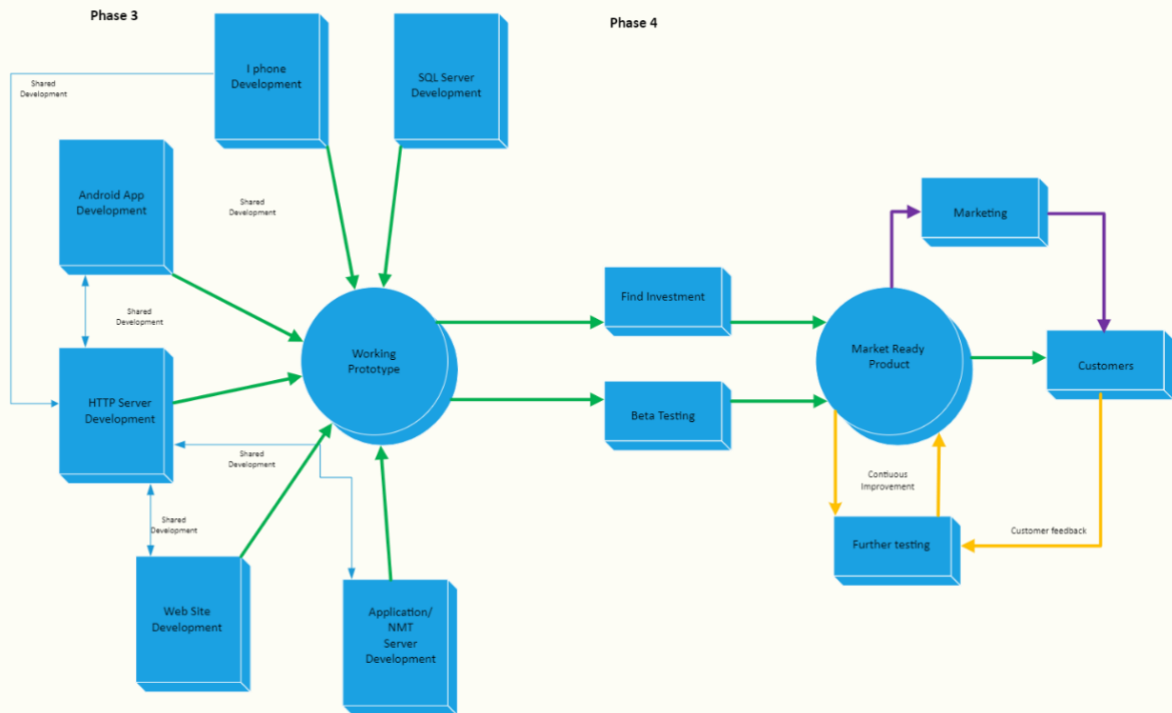 Phase 3
Phase 4
I phone
Development
SQL Server
Development
Shared
Development
Android App
Development
Shared
Development
Marketing
Find Investment
Shared
Development
Working
Prototype
Market Ready
Product
Customers
HTTP Server
Development
Beta Testing
Shared
Development
Contiuous
Improvement
Shared
Development
Further testing
Customer feedback
Web Site
Development
Application/
NMT
Server
Development